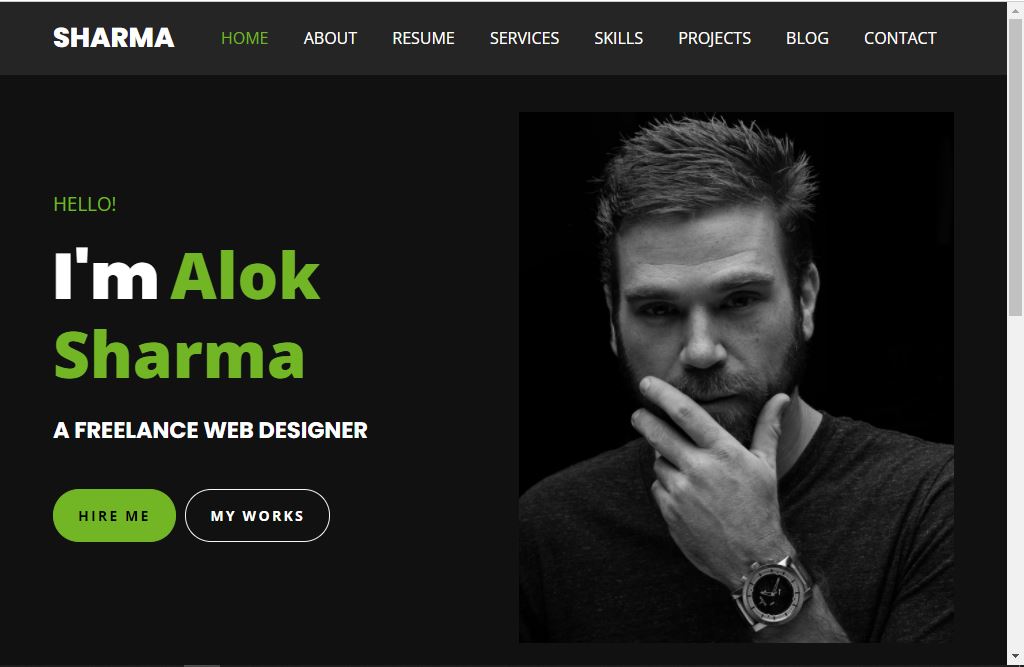 SHARMA HOME ABOUT RESUME SERVICES SKILLS PROJECTS BLOG CONTACT
HELLO!
I'm Alok
Sharma
A FREELANCE WEB DESIGNER
HIRE ME MY WORKS